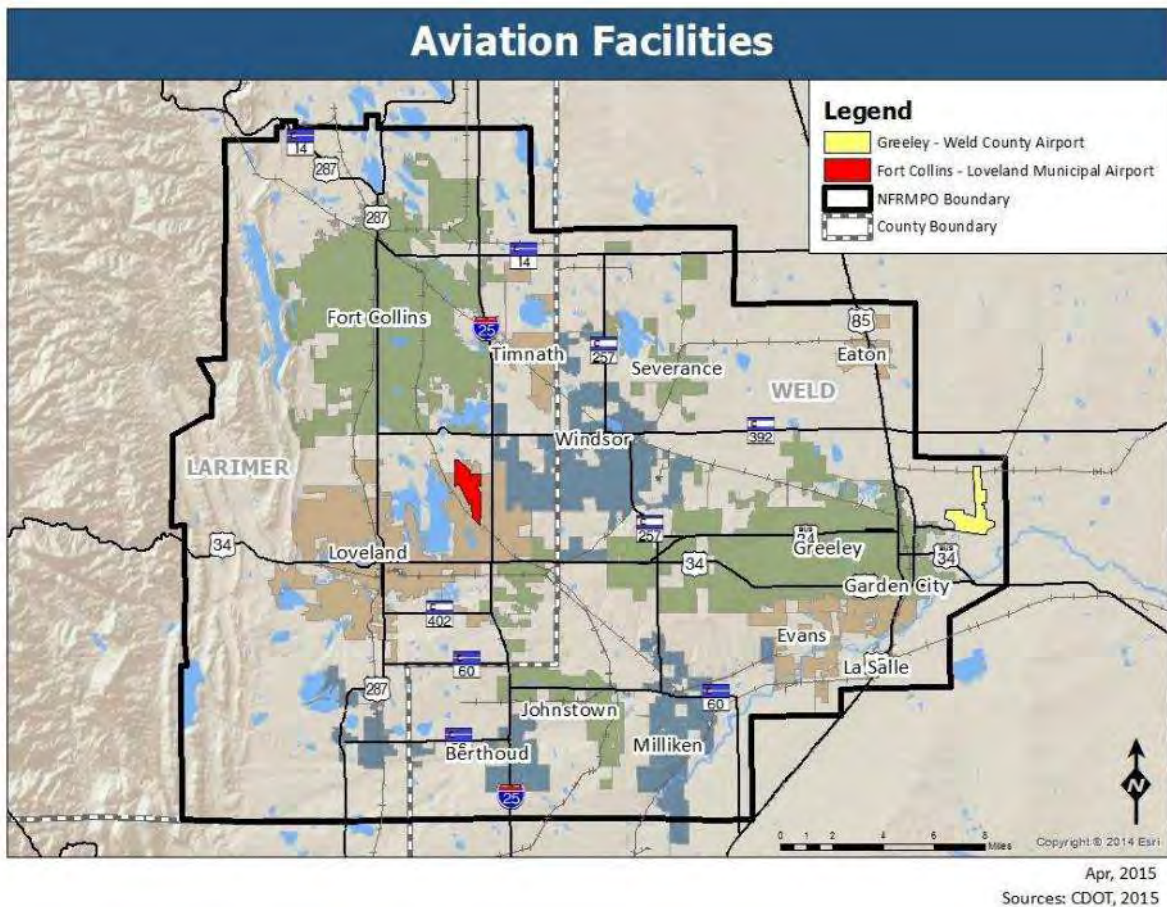 Aviation Facilities
Legend
Greeley - Weld County Airport
Fort Collins - Loveland Municipal Airport
NFRMPO Boundary
County Boundary
14
287
287
14
Fort Collins
25
Timnath
257
Severance
85
Eaton
WELD
Windsor
392
LARIMER
257
34
Loveland
34
Greeley
BUS
34
BUS
34
Garden City
402
Evans
La Salle
60
287
60
Johnstown
Berthoud
Milliken
25
N
0 1 2 4 6 8
Miles
Copyright © 2014 Esri
Apr, 2015
Sources: CDOT, 2015